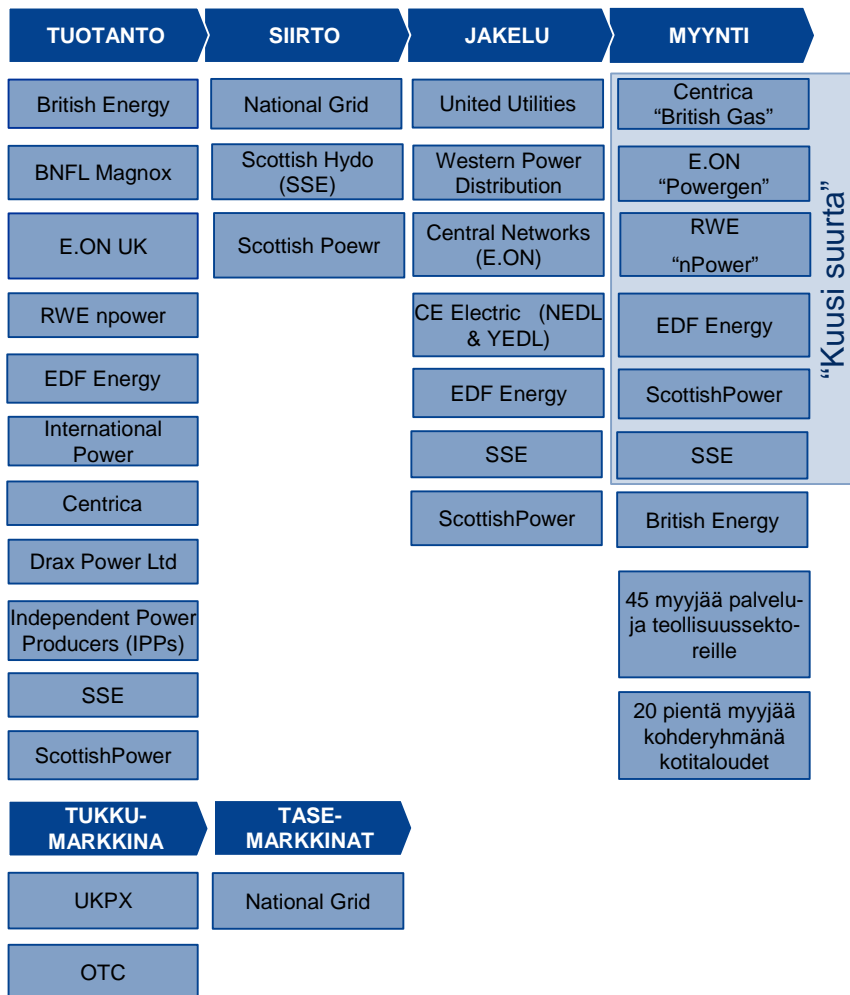 TUOTANTO
British Energy
BNFL Magnox
E.ON UK
RWE npower
EDF Energy
International
Power
Centrica
Drax Power Ltd
Independent Power
Producers (IPPs)
SSE
ScottishPower
SIIRTO
National Grid
Scottish Hydo
(SSE)
Scottish Poewr
JAKELU
United Utilities
Western Power
Distribution
Central Networks
(E.ON)
CE Electric (NEDL
& YEDL)
EDF Energy
SSE
ScottishPower
MYYNTI
Centrica
“British Gas”
E.ON
“Powergen”
RWE
“nPower”
EDF Energy
ScottishPower
SSE
“Kuusi suurta”
British Energy
45 myyjää palvelu-
ja teollisuussekto-
reille
20 pientä myyjää
kohderyhmänä
kotitaloudet
TUKKU-
MARKKINA
UKPX
OTC
TASE-
MARKKINAT
National Grid